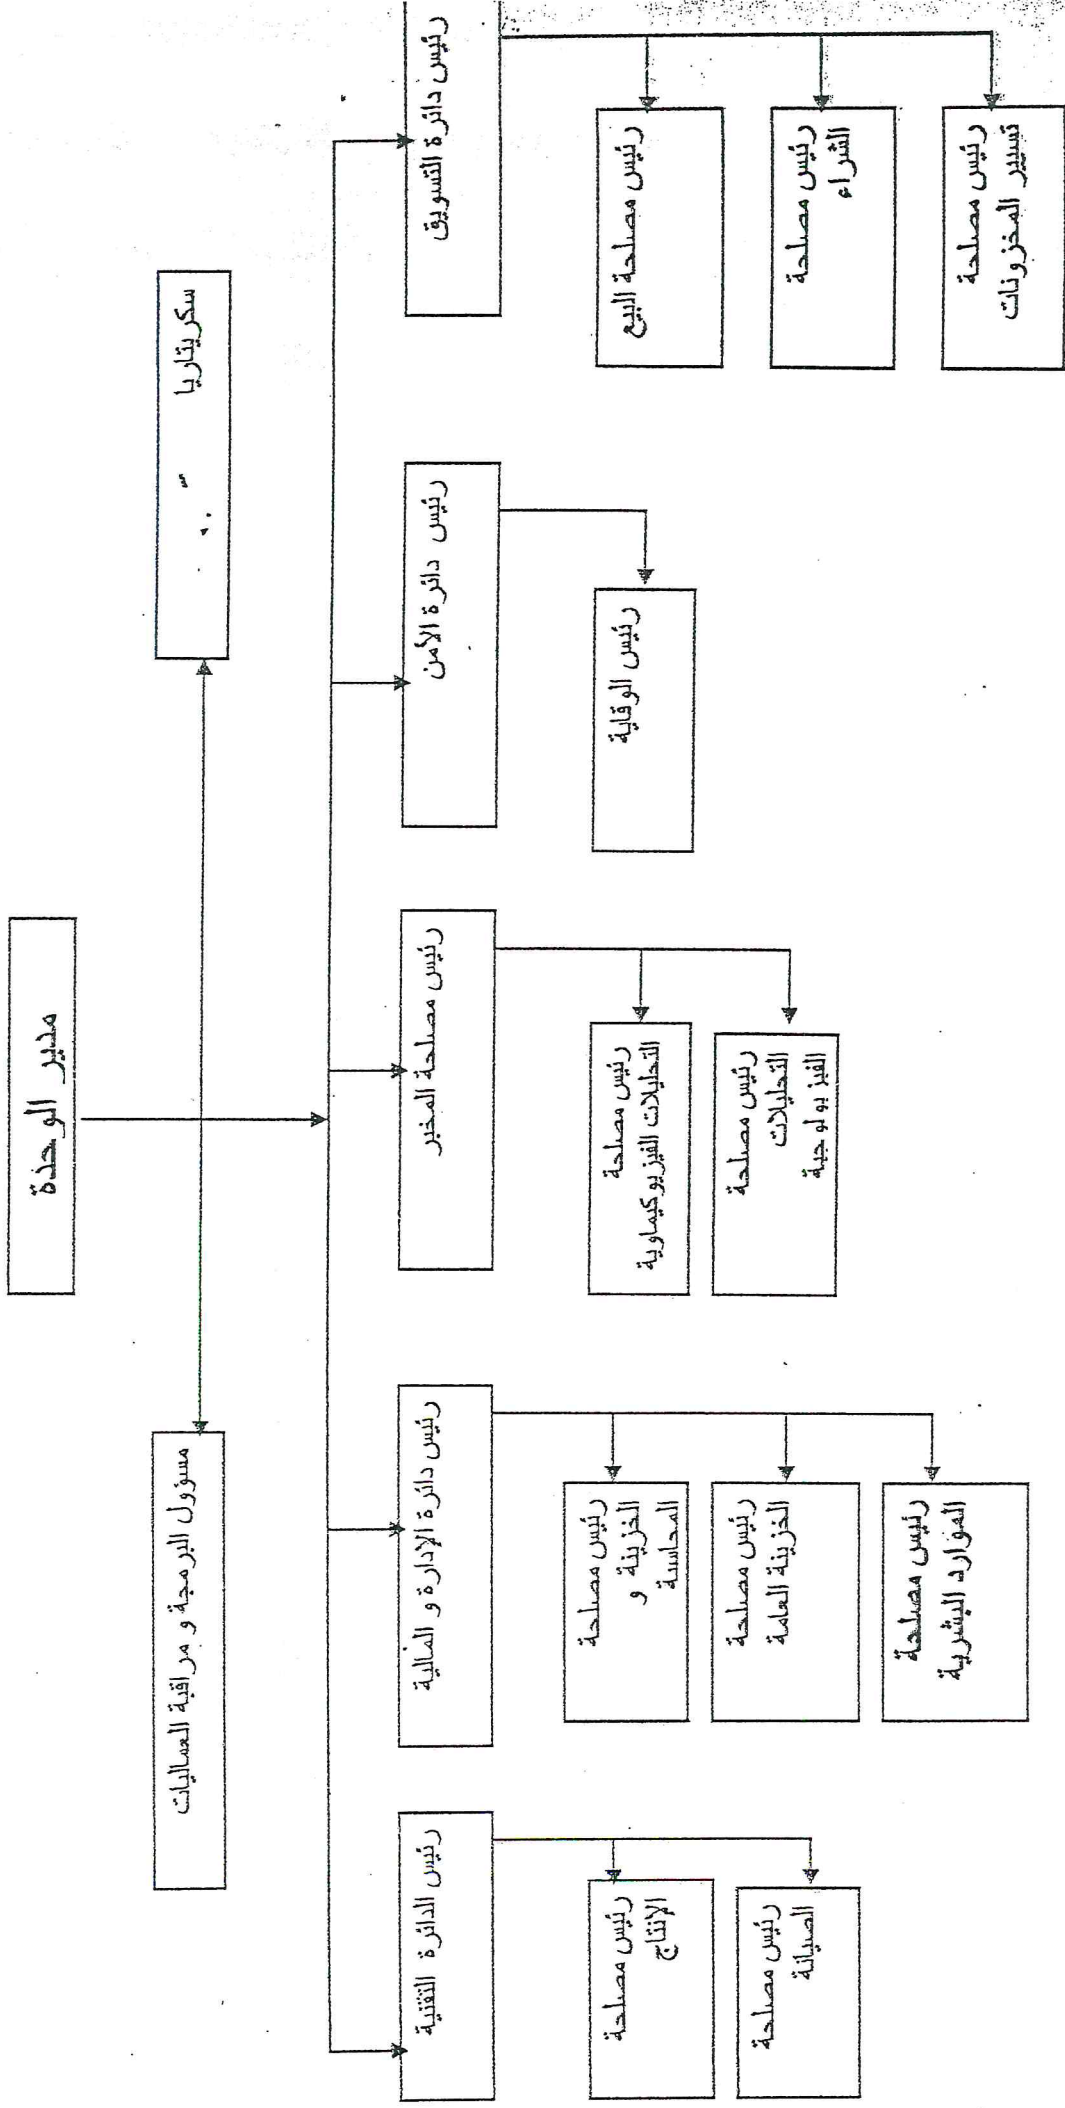 مدير الوحدة
سكريتاريا
مسؤول البرمجة و مراقبة العمليات
رئيس دائرة التسويق
رئيس مصلحة البيع
رئيس مصلحة
الشراء
رئيس مصلحة
تسيير المخزونات
رئيس دائرة الأمن
رئيس الوقاية
رئيس مصلحة المخبر
رئيس مصلحة
التحليلات الفيزيوكيماوية
رئيس مصلحة
التحليلات
الفيزيولوجية
رئيس دائرة الإدارة و المالية
رئيس مصلحة
الخزينة و
المحاسبة
رئيس مصلحة
الخزينة العامة
رئيس مصلحة
الموارد البشرية
رئيس الدائرة التقنية
رئيس مصلحة
الإنتاج
رئيس مصلحة
الصيانة